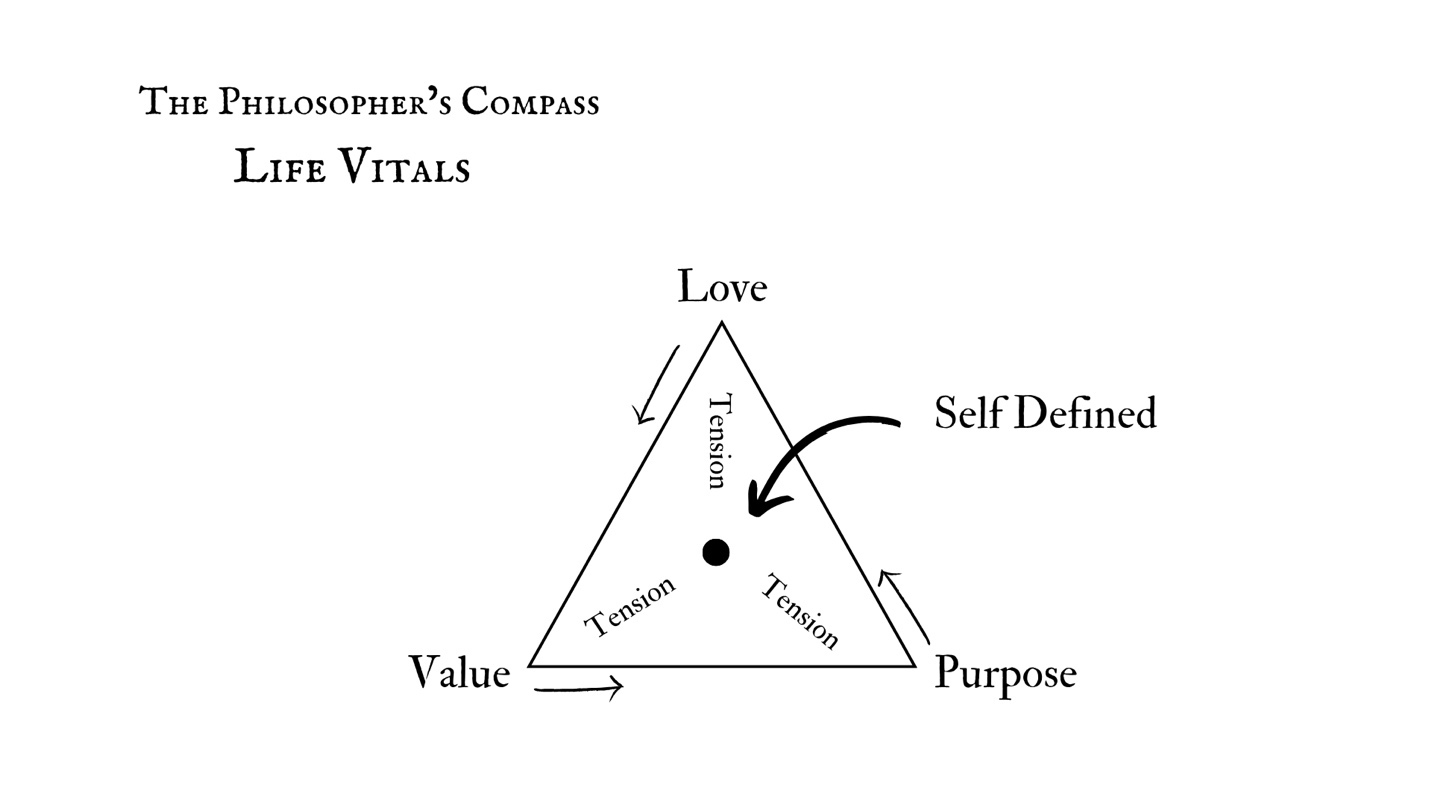 The Philosopher's Compass
Life Vitals
Love
Tension
Self Defined
Tension
Tension
Value
Purpose